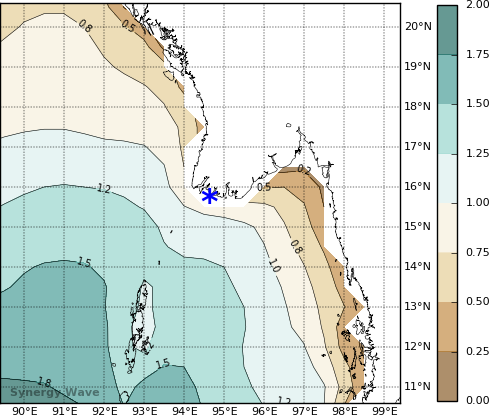 2.00
20°N
0.8
0.5
1.75
19°N
18°N
1.50
17°N
0.2
1.25
16°N
1.2
0.5
15°N
1.00
0.8
14°N
1.5
1.0
0.75
13°N
0.50
12°N
1.5
0.25
11°N
1.8
Synergy Wave
1.2
0.00
90°E 91°E 92°E 93°E 94°E 95°E 96°E 97°E 98°E 99°E